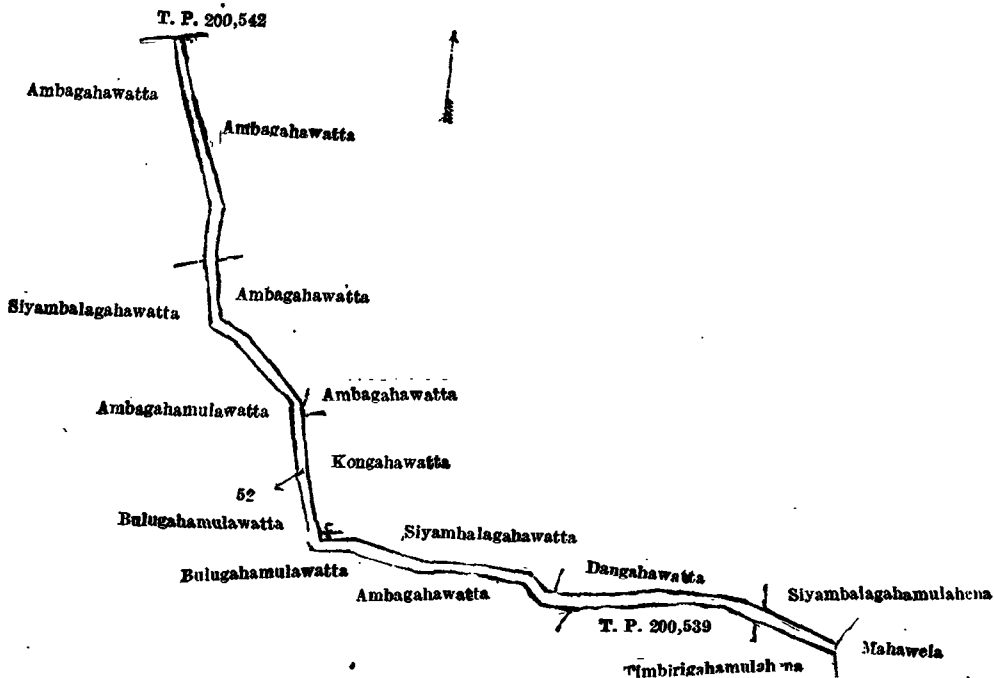 T. P. 200,542
Ambagahawatta
Ambagahawatta
Ambagahawatta
Siyambalagahawatta
Ambagahawatta
Ambagahamulawatta
Kongahawatta
52
Bulugahamulawatta
Siyambalagahawatta
Bulugahamulawatta
Dangahawatta
Ambagahawatta
Siyambalagahamulahena
T. P. 200,539
Mahawela
Timbirigahamulahena